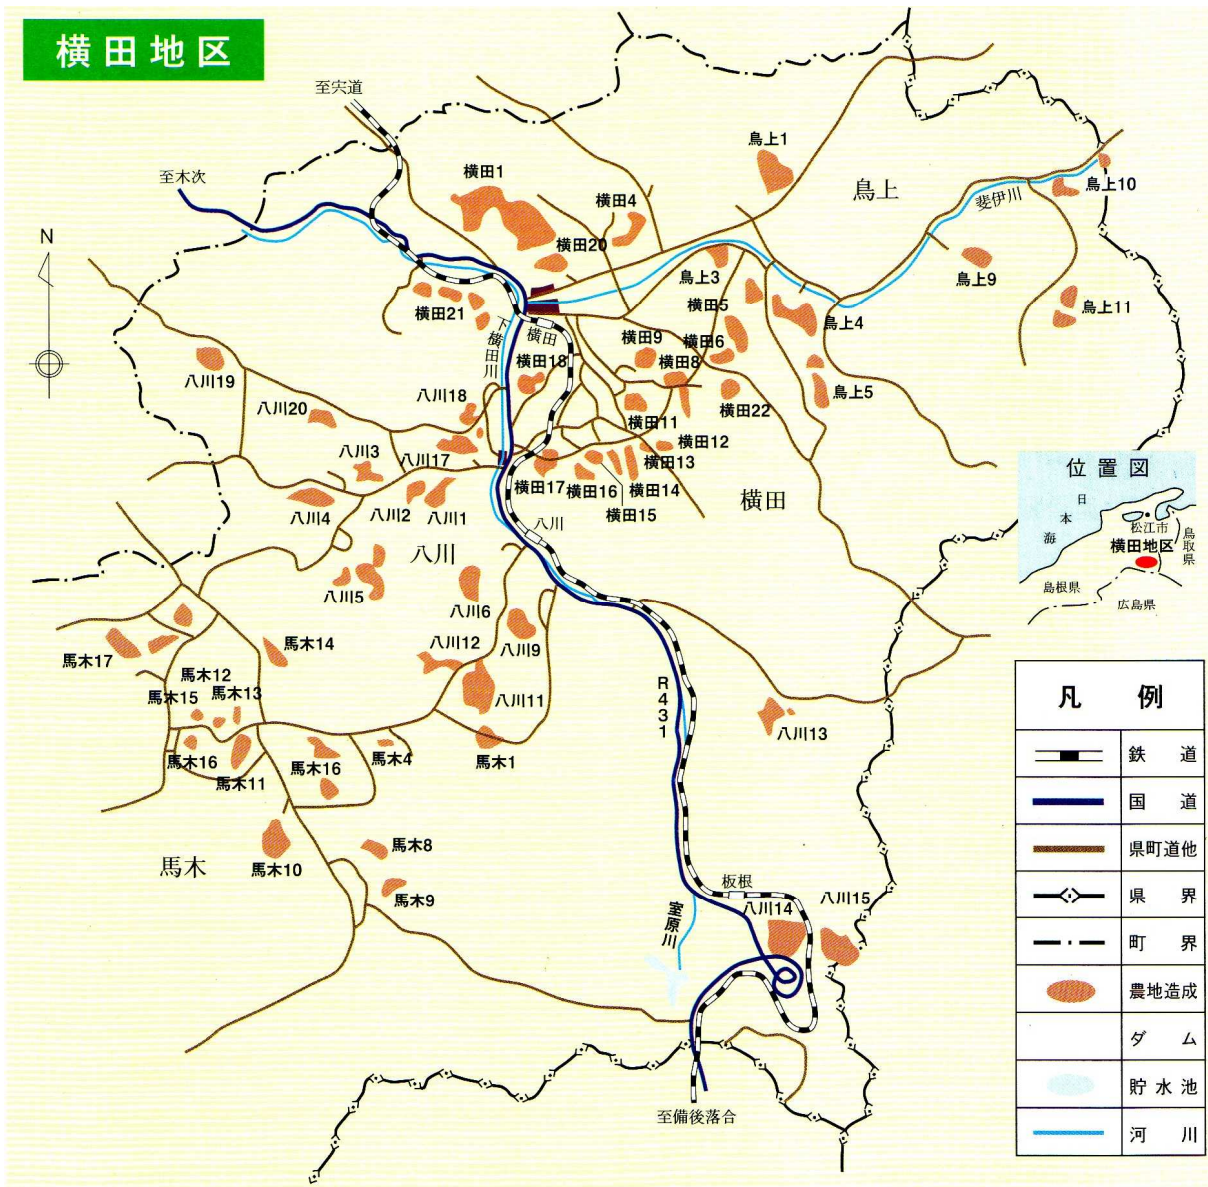 横田地区
至宍道
至木次
N
横田1
横田4
横田20
鳥上1
鳥上
斐伊川
鳥上10
鳥上9
鳥上11
鳥上3
横田5
鳥上4
横田21
下横田川
横田
横田9
横田6
横田8
横田18
鳥上5
八川19
八川18
八川20
横田11
横田22
八川3
八川17
横田12
横田13
横田17
横田16
横田14
横田15
横田
八川4
八川2
八川1
八川
八川
八川5
八川6
八川12
八川9
八川11
馬木17
馬木14
馬木12
馬木15
馬木13
馬木16
馬木11
馬木16
馬木4
馬木1
R431
八川13
馬木
馬木10
馬木8
馬木9
板根
八川14
八川15
室原川
至備後落合
位置図
日本海
松江市
横田地区
鳥取県
島根県
広島県
凡例
鉄道
国道
県町道他
県界
町界
農地造成
ダム
貯水池
河川